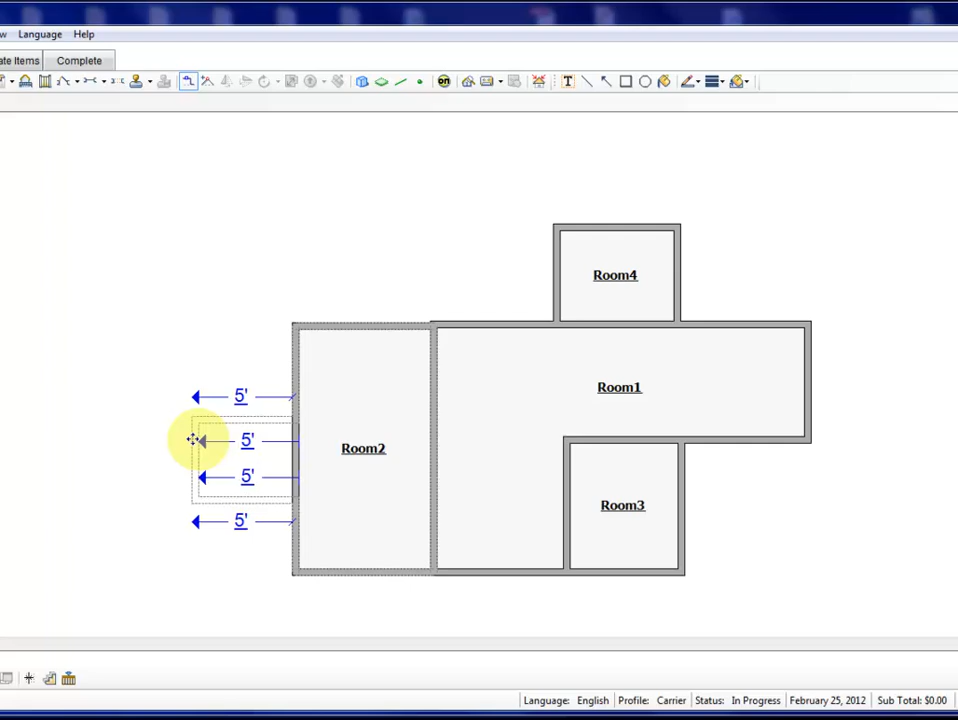 w Language Help
ate Items Complete
on T
Room4
Room1
5'
5'
Room2
5'
Room3
5'
Language: English Profile: Carrier Status: In Progress February 25, 2012 Sub Total: $0.00